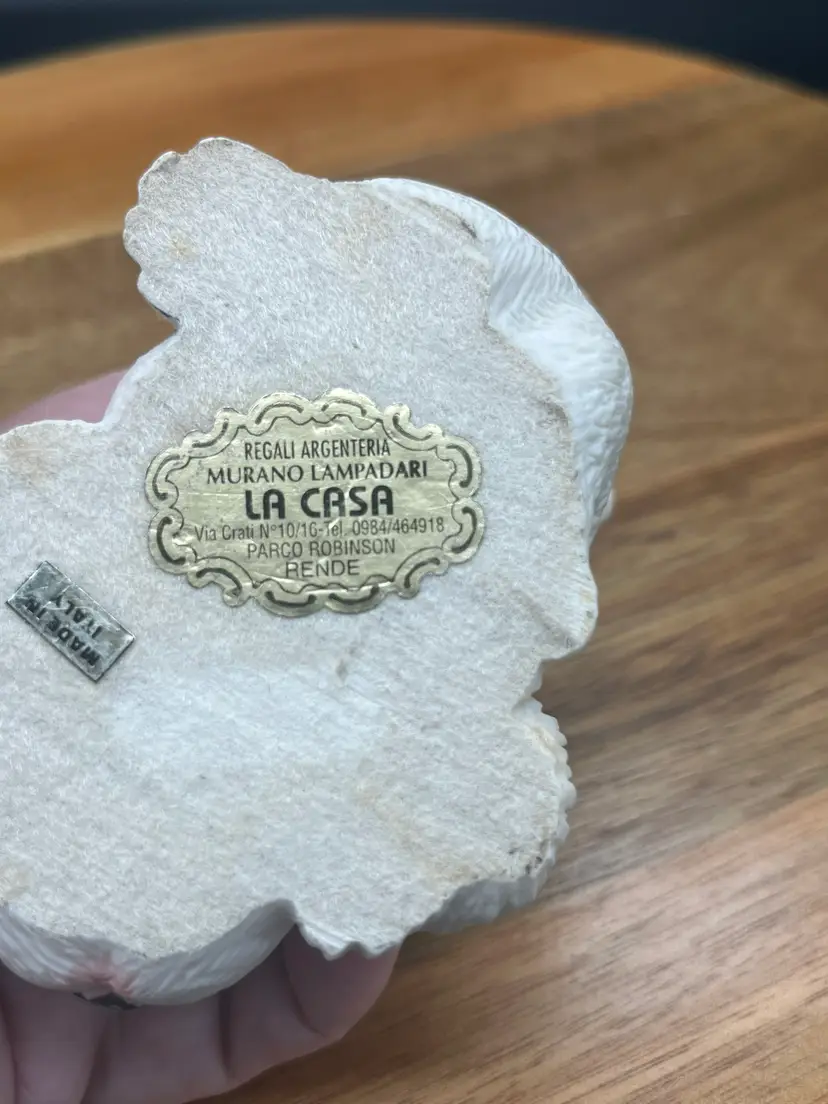 REGALI ARGENTERIA
MURANO LAMPADARI
LA CASA
Via Crati N°10/16-Tel. 0984/464918
PARCO ROBINSON
RENDE
MADE IN
ITALY